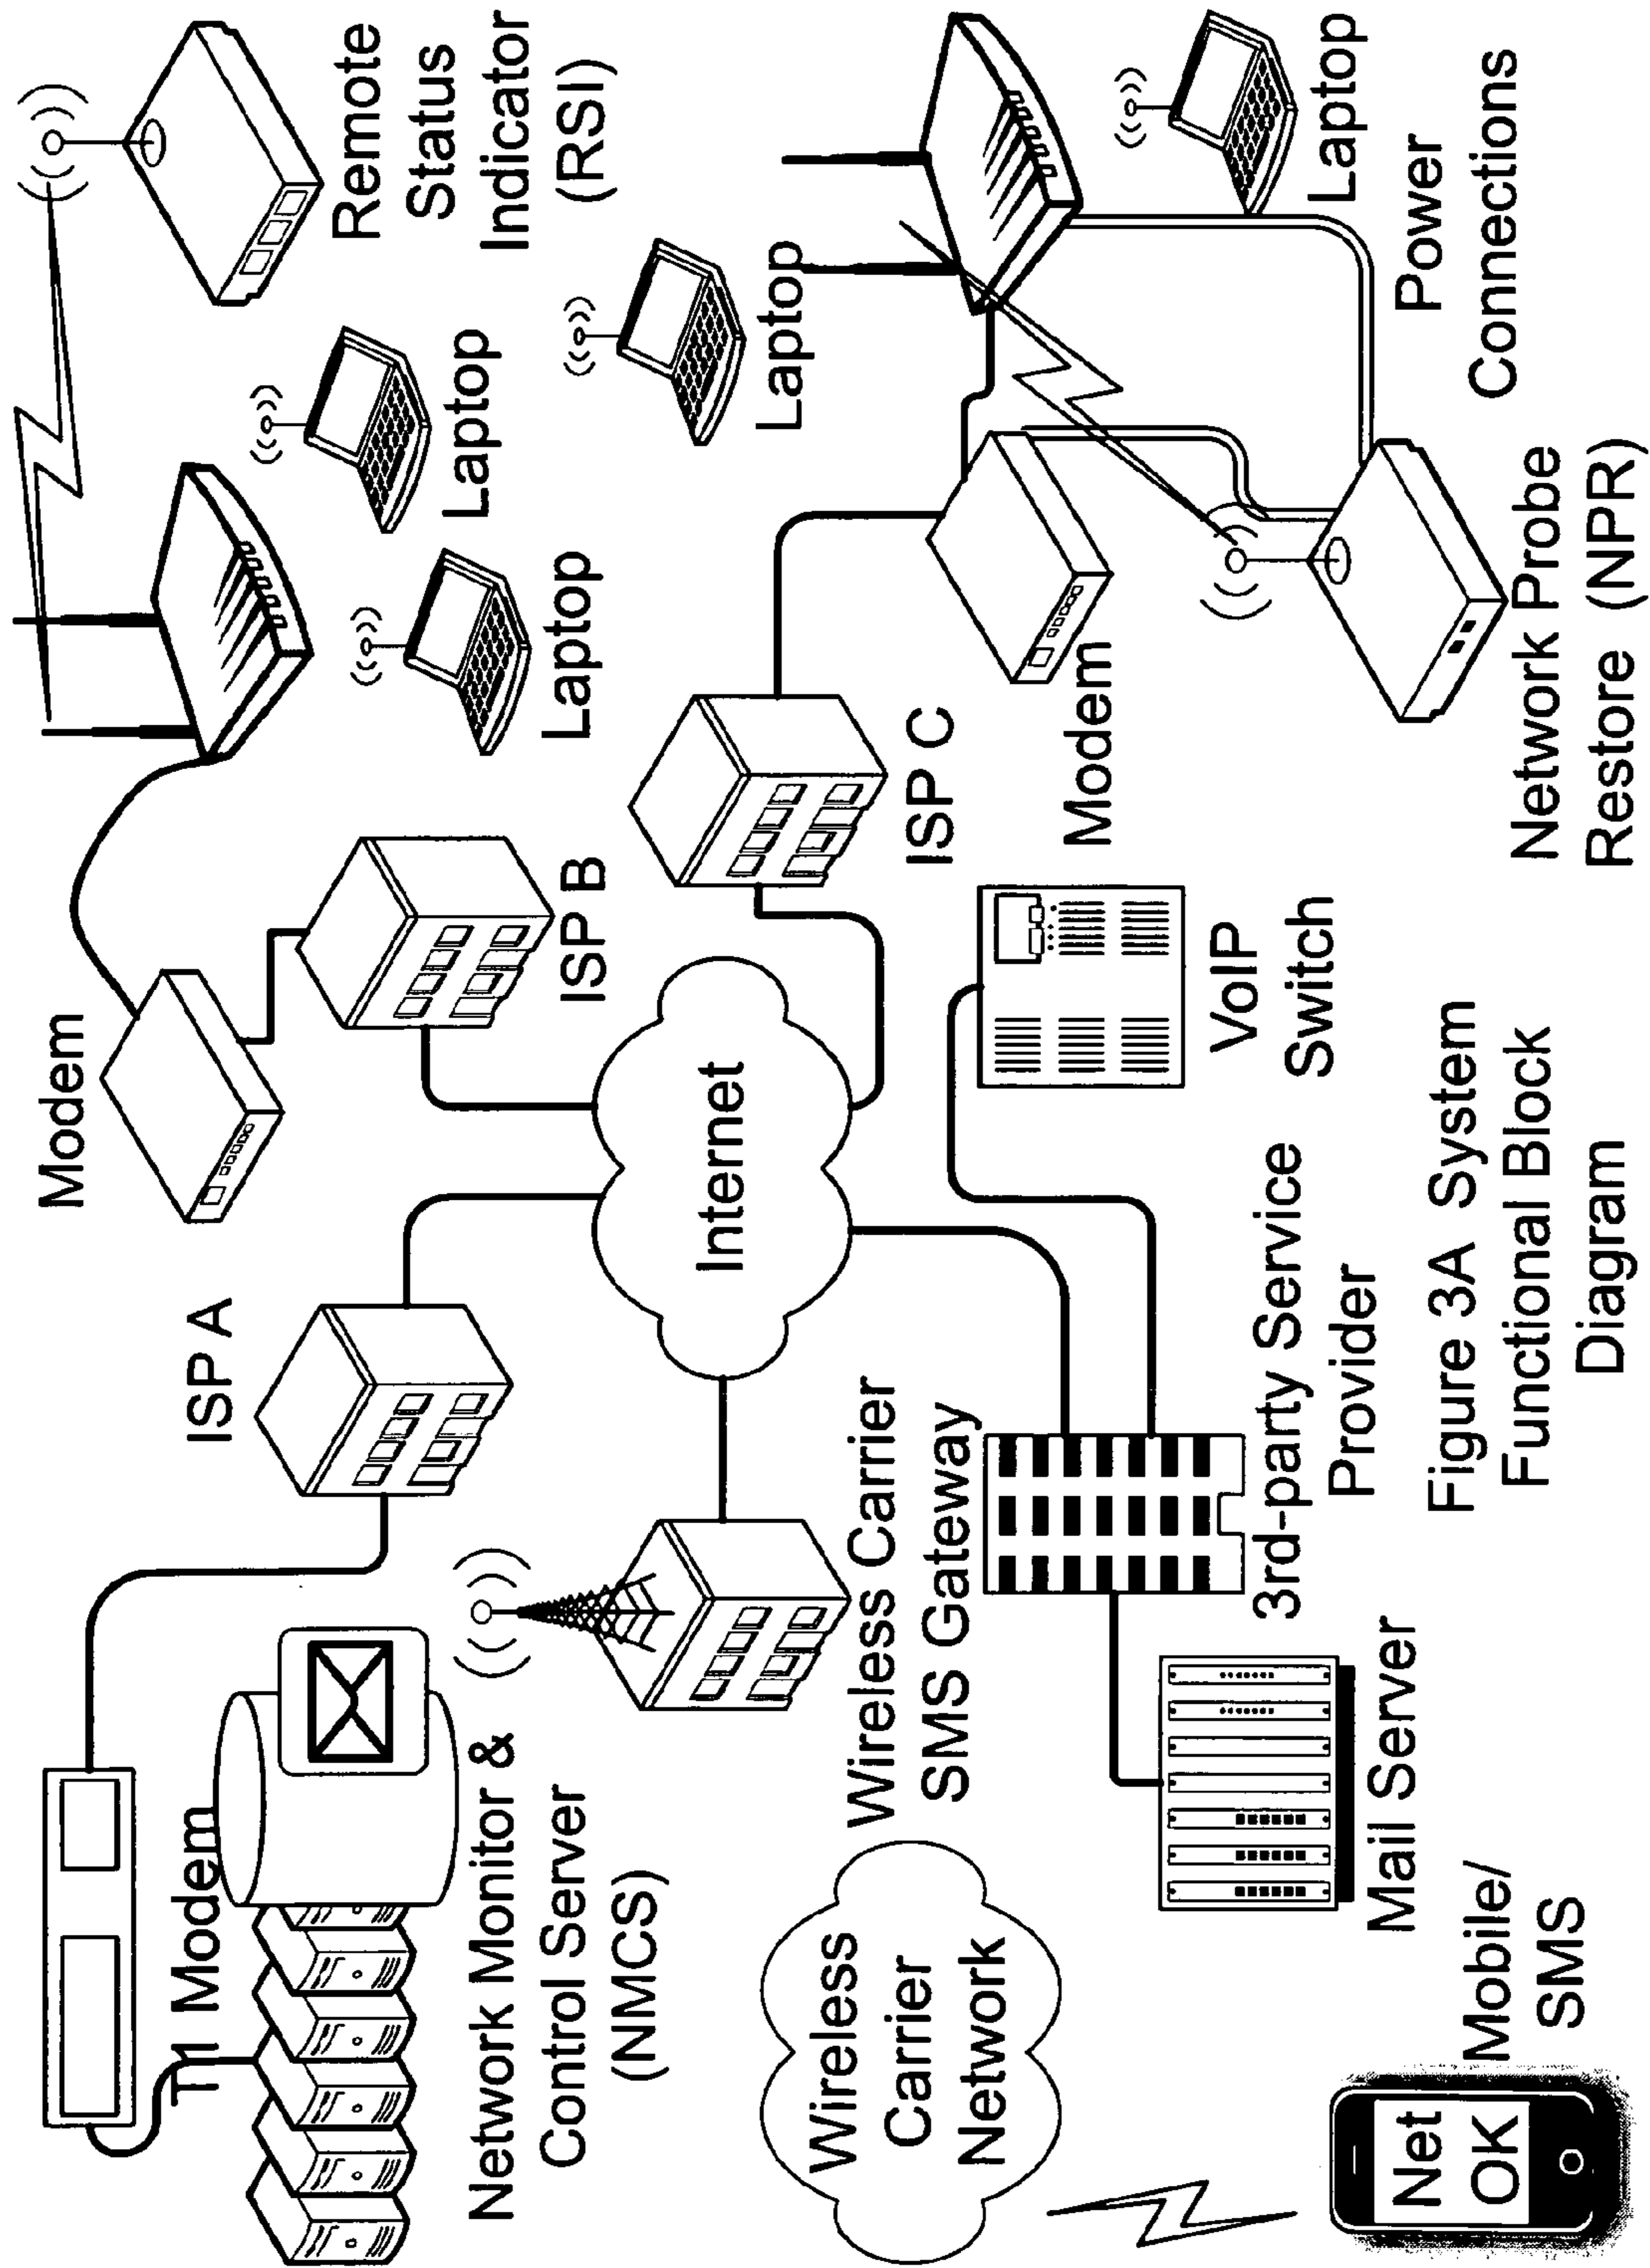 T1 Modem
Network Monitor &
Control Server
(NMCS)
ISP A
Modem
ISP B
Laptop
Laptop
Remote
Status
Indicator
(RSI)
Wireless
Carrier
Network
Wireless Carrier
SMS Gateway
Internet
ISP C
Laptop
Modem
Laptop
Power
Connections
Net
OK
Mobile/
SMS
Mail Server
3rd-party Service
Provider
VoIP
Switch
Network Probe
Restore (NPR)
Figure 3A System
Functional Block
Diagram